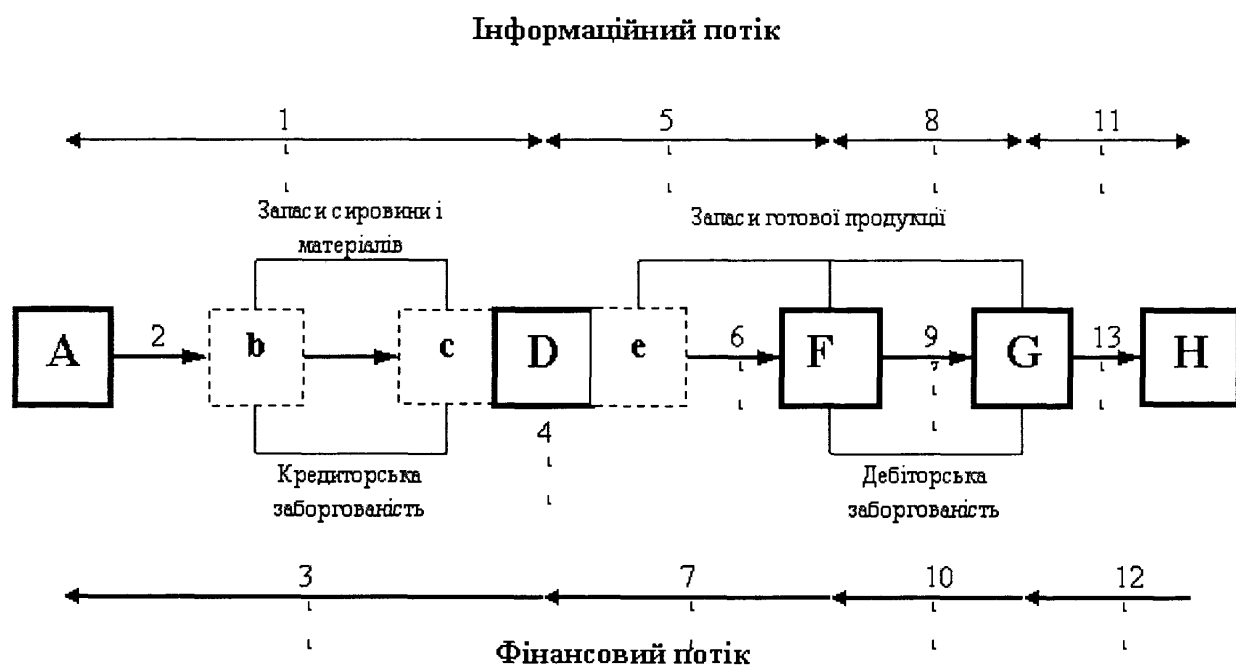 Інформаційний потік
1 5 8 11
Запаси сировини і
матеріалів
Запаси готової продукції
A 2 b c D e 6 F 9 G 13 H
4
Кредиторська
заборгованість
Дебіторська
заборгованість
3 7 10 12
Фінансовий потік